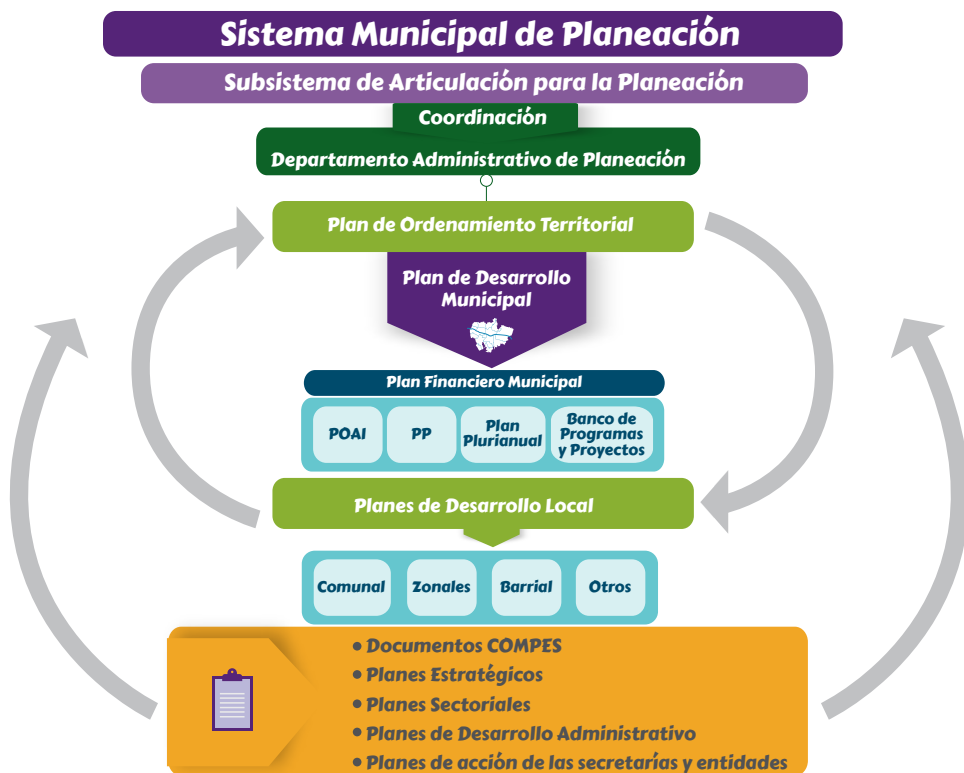 Sistema Municipal de Planeación
Subsistema de Articulación para la Planeación
Coordinación
Departamento Administrativo de Planeación
Plan de Ordenamiento Territorial
Plan de Desarrollo
Municipal
Plan Financiero Municipal
POAI
PP
Plan
Plurianual
Banco de
Programas
y Proyectos
Planes de Desarrollo Local
Comunal
Zonales
Barrial
Otros
• Documentos COMPES
• Planes Estratégicos
• Planes Sectoriales
• Planes de Desarrollo Administrativo
• Planes de acción de las secretarías y entidades